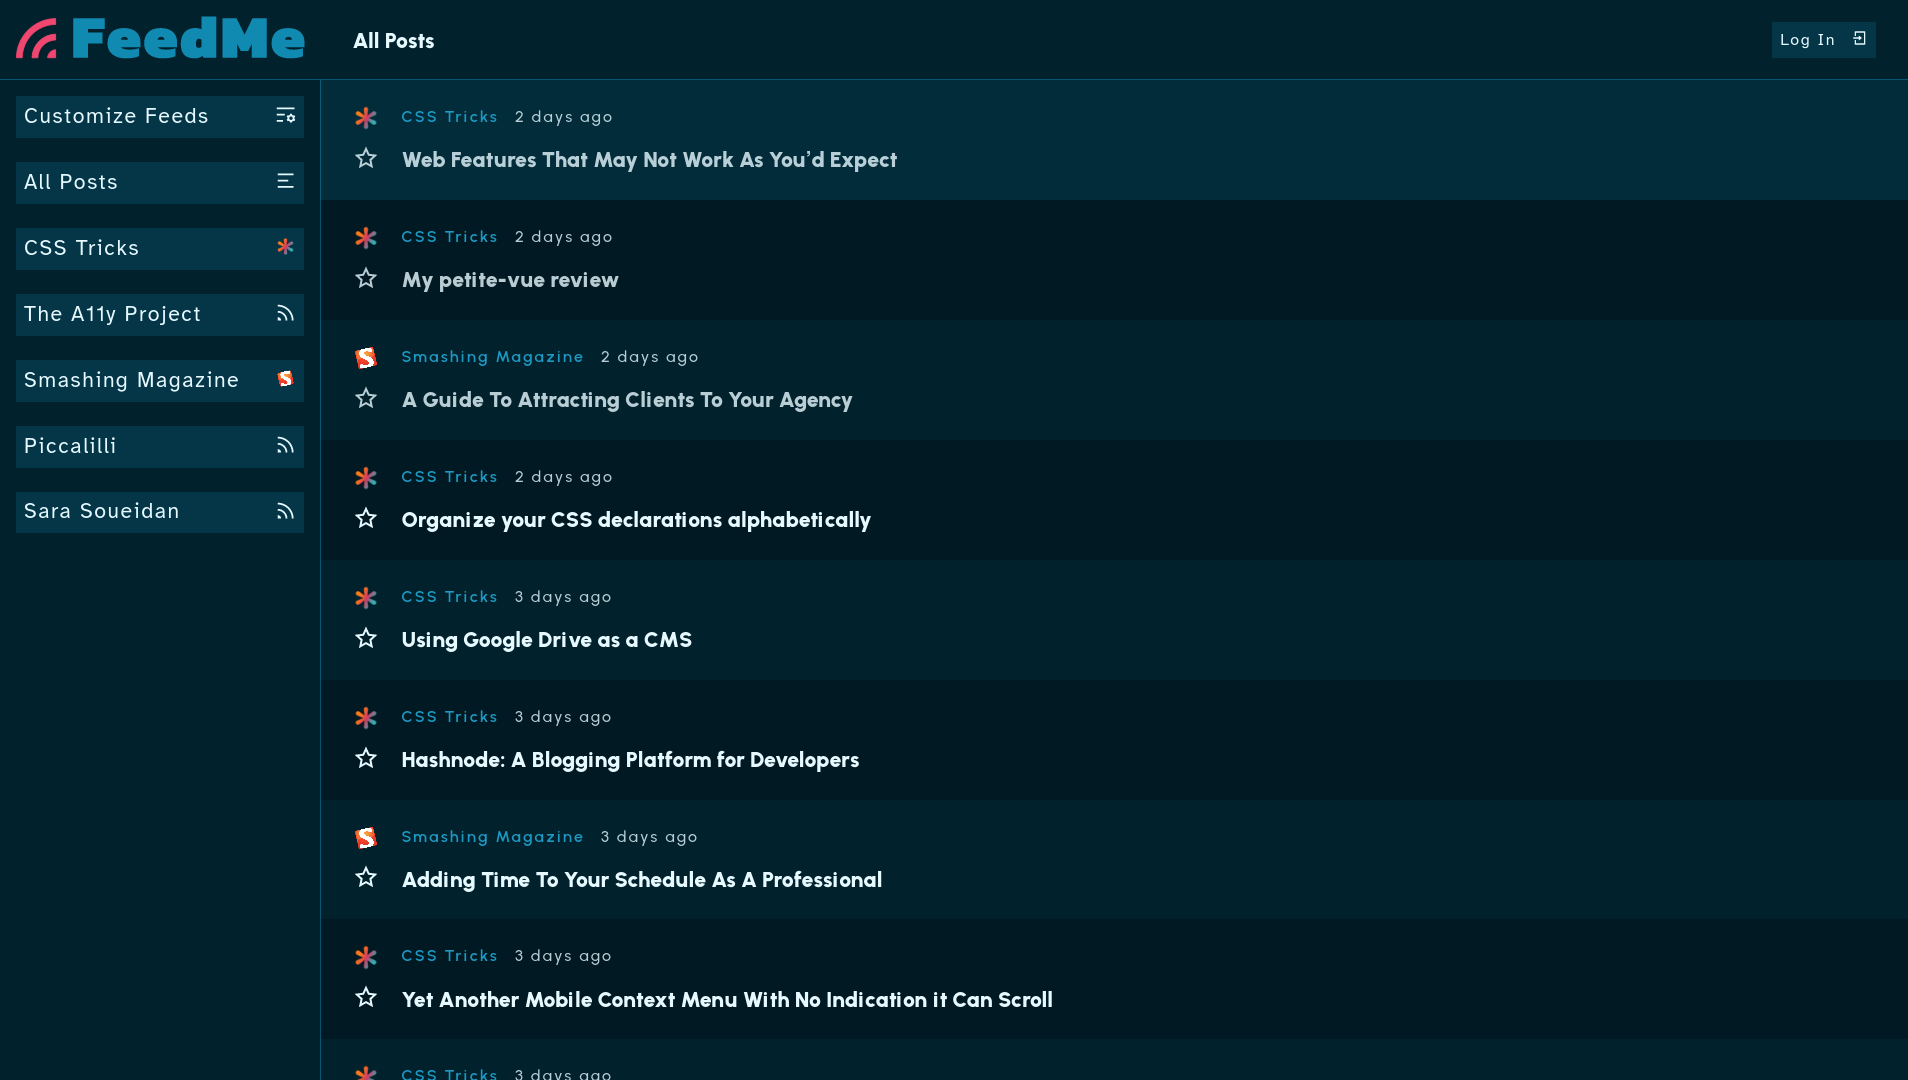 FeedMe
All Posts
Log In
Customize Feeds
All Posts
CSS Tricks
The A11y Project
Smashing Magazine
Piccalilli
Sara Soueidan
CSS Tricks 2 days ago
Web Features That May Not Work As You’d Expect
CSS Tricks 2 days ago
My petite-vue review
Smashing Magazine 2 days ago
A Guide To Attracting Clients To Your Agency
CSS Tricks 2 days ago
Organize your CSS declarations alphabetically
CSS Tricks 3 days ago
Using Google Drive as a CMS
CSS Tricks 3 days ago
Hashnode: A Blogging Platform for Developers
Smashing Magazine 3 days ago
Adding Time To Your Schedule As A Professional
CSS Tricks 3 days ago
Yet Another Mobile Context Menu With No Indication it Can Scroll
CSS Tricks 3 days ago